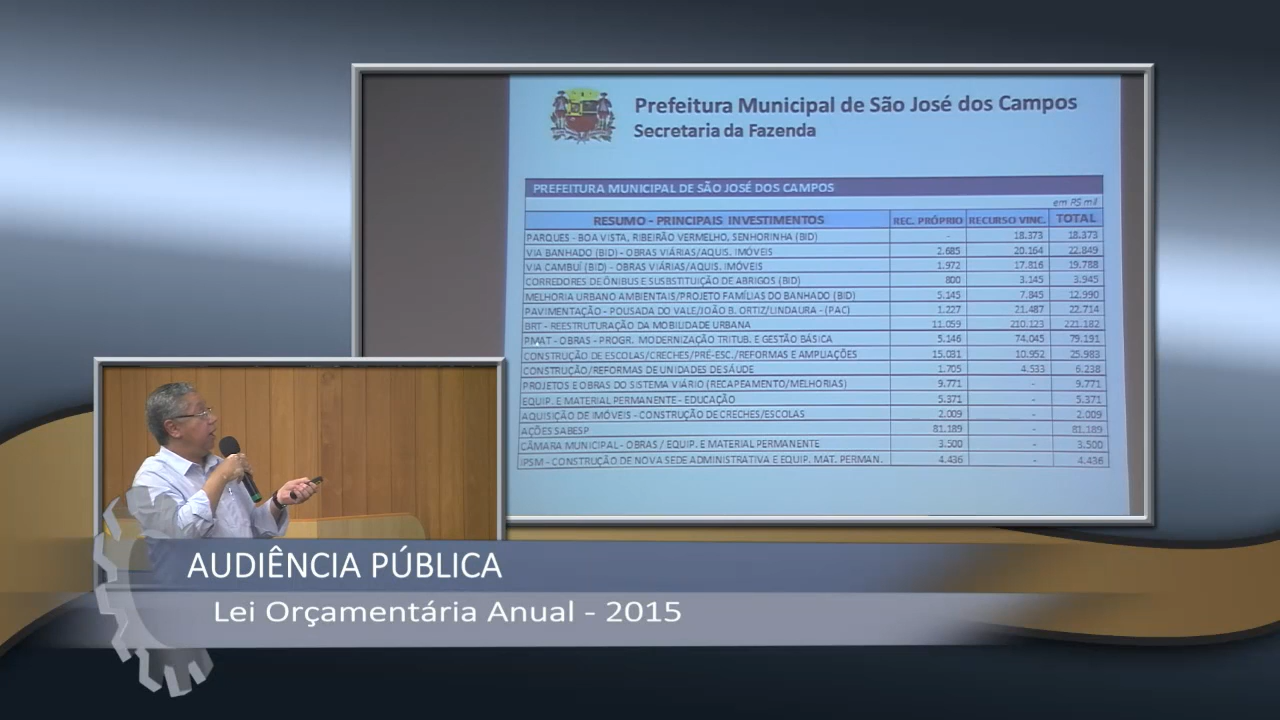 Prefeitura Municipal de São José dos Campos
Secretaria da Fazenda
PREFEITURA MUNICIPAL DE SÃO JOSÉ DOS CAMPOS
em R$ mil
RESUMO - PRINCIPAIS INVESTIMENTOS REC. PRÓPRIO RECURSO VINC. TOTAL
PARQUES - BOA VISTA, RIBEIRÃO VERMELHO, SENHORINHA (BID) - 18.373 18.373
VIA BANHADO (BID) - OBRAS VIÁRIAS/AQUIS. IMÓVEIS 2.685 20.164 22.849
VIA CAMBUÍ (BID) - OBRAS VIÁRIAS/AQUIS. IMÓVEIS 1.972 17.816 19.788
CORREDORES DE ÔNIBUS E SUSBSTITUIÇÃO DE ABRIGOS (BID) 800 3.145 3.945
MELHORIA URBANO AMBIENTAIS/PROJETO FAMÍLIAS DO BANHADO (BID) 5.145 7.845 12.990
PAVIMENTAÇÃO - POUSADA DO VALE/JOÃO B. ORTIZ/LINDAURA - (PAC) 1.227 21.487 22.714
BRT - REESTRUTURAÇÃO DA MOBILIDADE URBANA 11.059 210.123 221.182
PMAT - OBRAS - PROGR. MODERNIZAÇÃO TRITUB. E GESTÃO BÁSICA 5.146 74.045 79.191
CONSTRUÇÃO DE ESCOLAS/CRECHES/PRÉ-ESC./REFORMAS E AMPLIAÇÕES 15.031 10.952 25.983
CONSTRUÇÃO/REFORMAS DE UNIDADES DE SAÚDE 1.705 4.533 6.238
PROJETOS E OBRAS DO SISTEMA VIÁRIO (RECAPEAMENTO/MELHORIAS) 9.771 - 9.771
EQUIP. E MATERIAL PERMANENTE - EDUCAÇÃO 5.371 - 5.371
AQUISIÇÃO DE IMÓVEIS - CONSTRUÇÃO DE CRECHES/ESCOLAS 2.009 - 2.009
AÇÕES SABESP 81.189 - 81.189
CÂMARA MUNICIPAL - OBRAS / EQUIP. E MATERIAL PERMANENTE 3.500 - 3.500
IPSM - CONSTRUÇÃO DE NOVA SEDE ADMINISTRATIVA E EQUIP. MAT. PERMAN. 4.436 - 4.436
AUDIÊNCIA PÚBLICA
Lei Orçamentária Anual - 2015